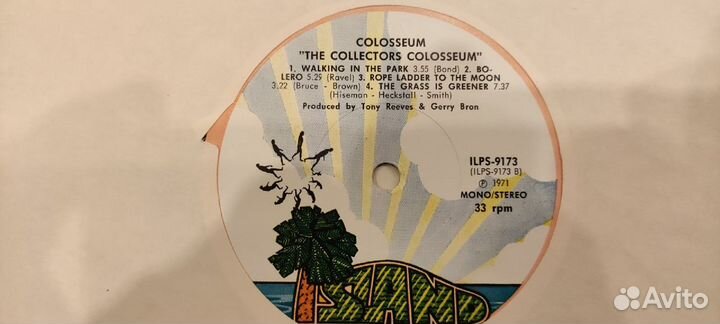 COLOSSEUM
"THE COLLECTORS COLOSSEUM"
1. WALKING IN THE PARK 3.55 (Bond) 2. BO-
LERO 5.29 (Ravel) 3. ROPE LADDER TO THE MOON
3.22 (Bruce - Brown) 4. THE GRASS IS GREENER 7.37
(Hiseman - Heckstall - Smith)
Produced by Tony Reeves & Gerry Bron
ILPS-9173
(ILPS-9173 B)
Ⓟ 1971
MONO/STEREO
33 rpm
ISLAND
Avito